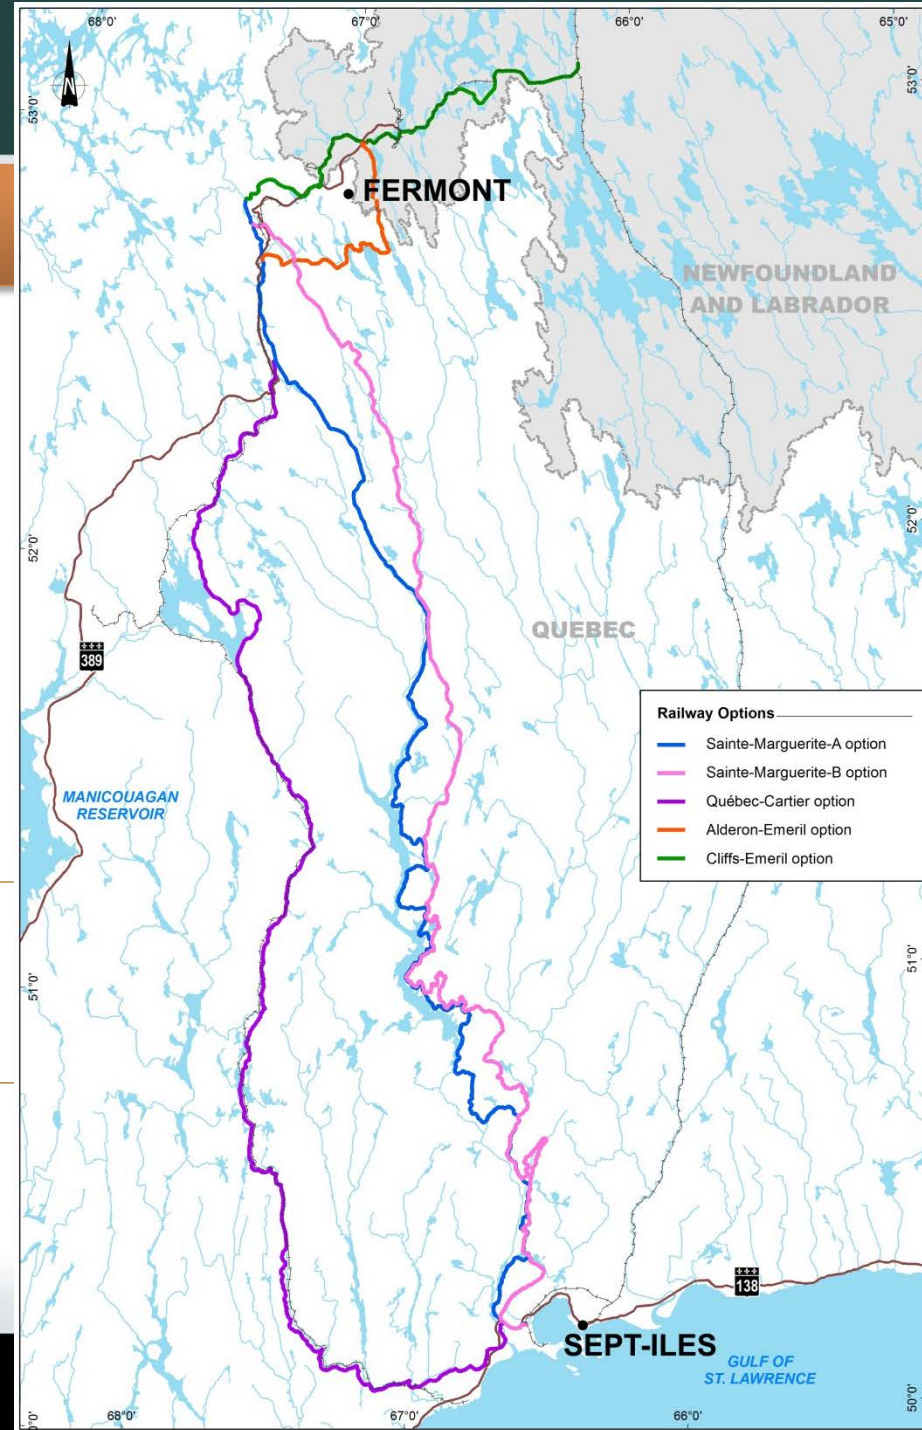 68°0'
67°0'
66°0'
65°0'
53°0'
53°0'
N
FERMONT
NEWFOUNDLAND
AND LABRADOR
52°0'
52°0'
QUEBEC
389
Railway Options
Sainte-Marguerite-A option
Sainte-Marguerite-B option
Québec-Cartier option
Alderon-Emeril option
Cliffs-Emeril option
MANICOUAGAN
RESERVOIR
51°0'
51°0'
138
SEPT-ILES
GULF OF
ST. LAWRENCE
50°0'
68°0'
67°0'
66°0'